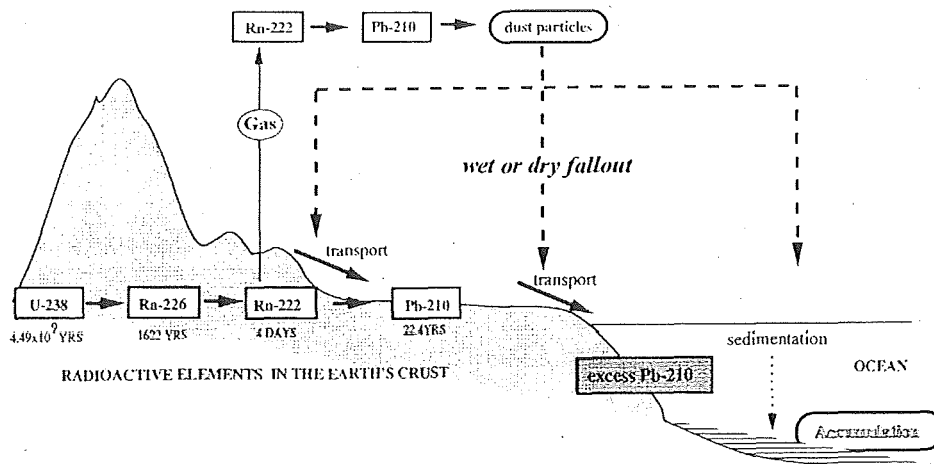 Rn-222
Pb-210
dust particles
Gas
wet or dry fallout
transport
transport
U-238
Rn-226
Rn-222
Pb-210
4.49x10⁹ YRS
1622 YRS
4 DAYS
22.4YRS
sedimentation
RADIOACTIVE ELEMENTS IN THE EARTH'S CRUST
excess Pb-210
OCEAN
Accumulation